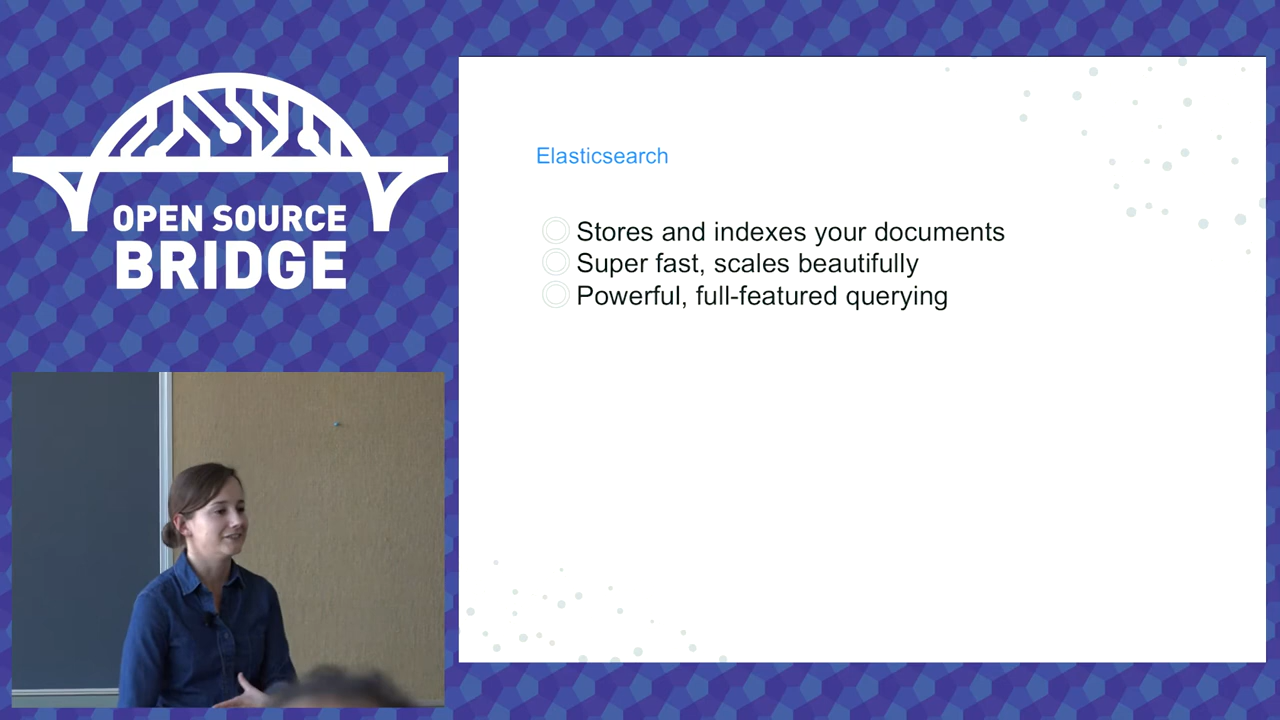 OPEN SOURCE
BRIDGE
Elasticsearch
Stores and indexes your documents
Super fast, scales beautifully
Powerful, full-featured querying